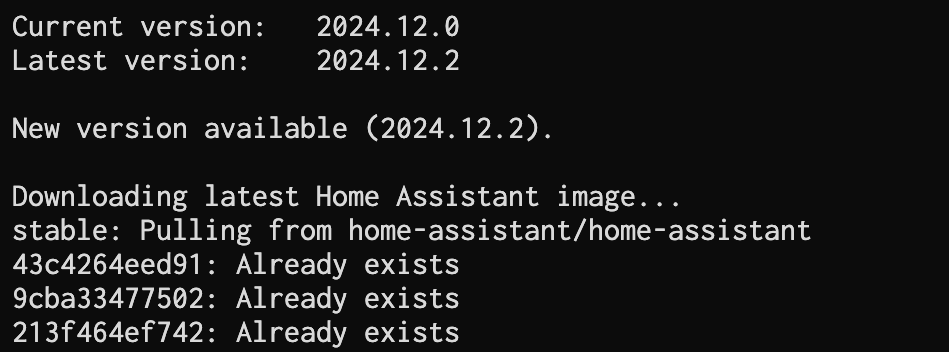 Current version:   2024.12.0
Latest version:    2024.12.2
New version available (2024.12.2).
Downloading latest Home Assistant image...
stable: Pulling from home-assistant/home-assistant
43c4264eed91: Already exists
9cba33477502: Already exists
213f464ef742: Already exists